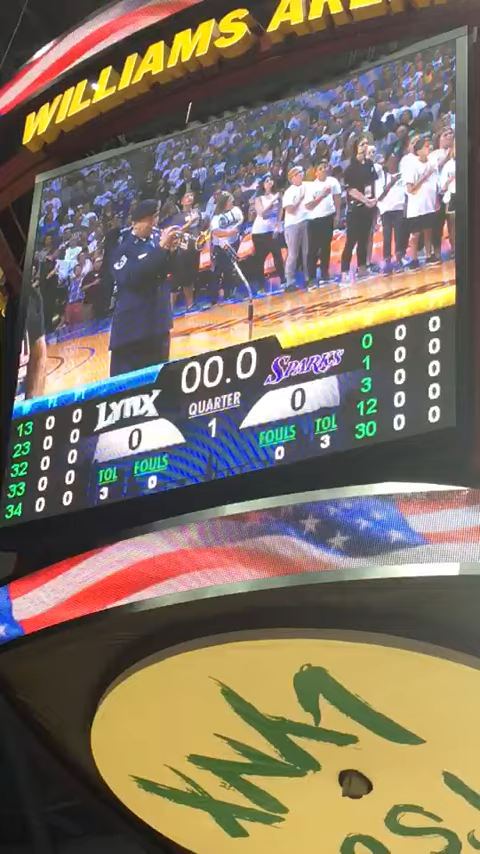 WILLIAMS ARE
LYNX 00.0 SPARKS
0 QUARTER 0
1
TOL FOULS FOULS TOL
3 0 0 3
13 0 0
23 0 0
32 0 0
33 0 0
34 0 0
0 0 0
1 0 0
3 0 0
12 0 0
30 0 0
LYNX
OS